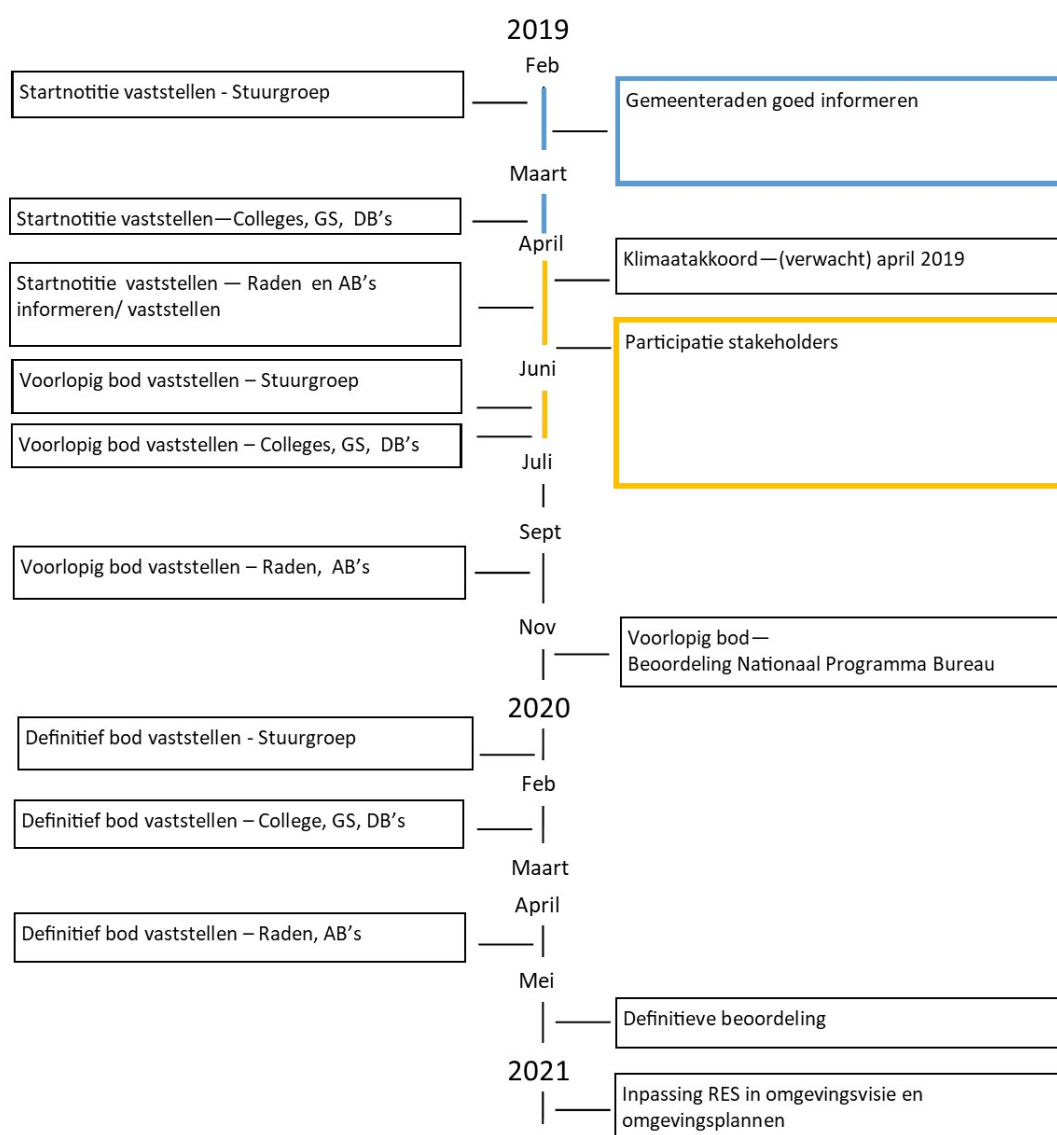 2019
Feb
Startnotitie vaststellen - Stuurgroep
Gemeenteraden goed informeren
Maart
Startnotitie vaststellen—Colleges, GS, DB’s
April
Klimaatakkoord—(verwacht) april 2019
Startnotitie vaststellen — Raden en AB’s
informeren/ vaststellen
Participatie stakeholders
Juni
Voorlopig bod vaststellen – Stuurgroep
Voorlopig bod vaststellen – Colleges, GS, DB’s
Juli
Sept
Voorlopig bod vaststellen – Raden, AB’s
Nov
Voorlopig bod—
Beoordeling Nationaal Programma Bureau
2020
Definitief bod vaststellen - Stuurgroep
Feb
Definitief bod vaststellen – College, GS, DB’s
Maart
April
Definitief bod vaststellen – Raden, AB’s
Mei
Definitieve beoordeling
2021
Inpassing RES in omgevingsvisie en
omgevingsplannen